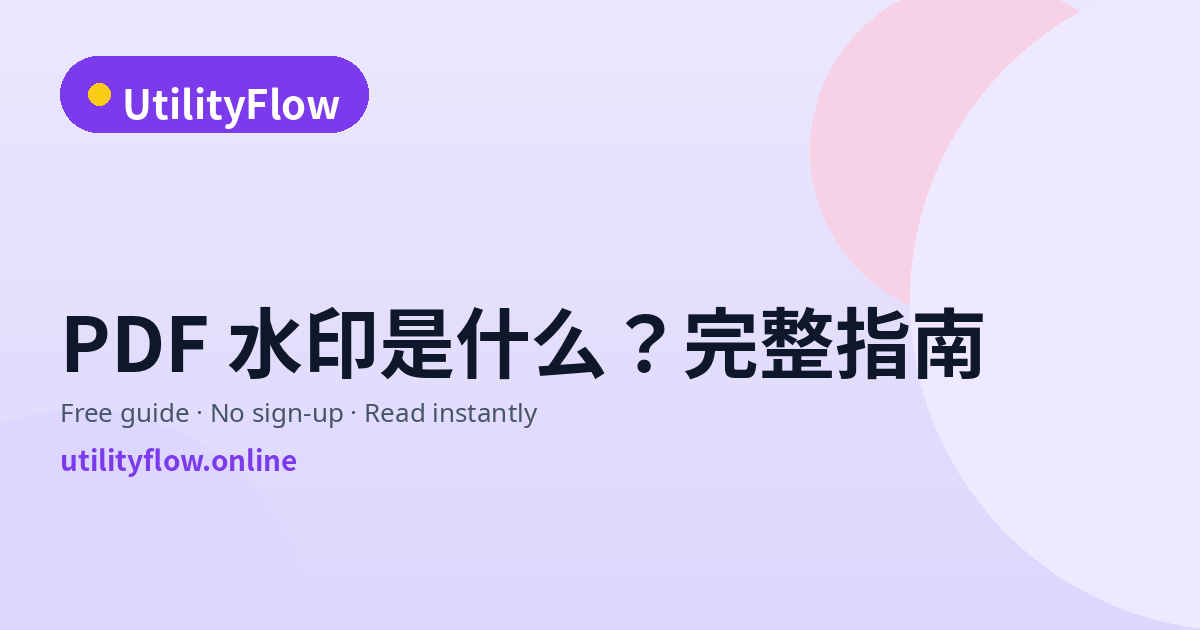 UtilityFlow
PDF 水印是什么？完整指南
Free guide · No sign-up · Read instantly
utilityflow.online